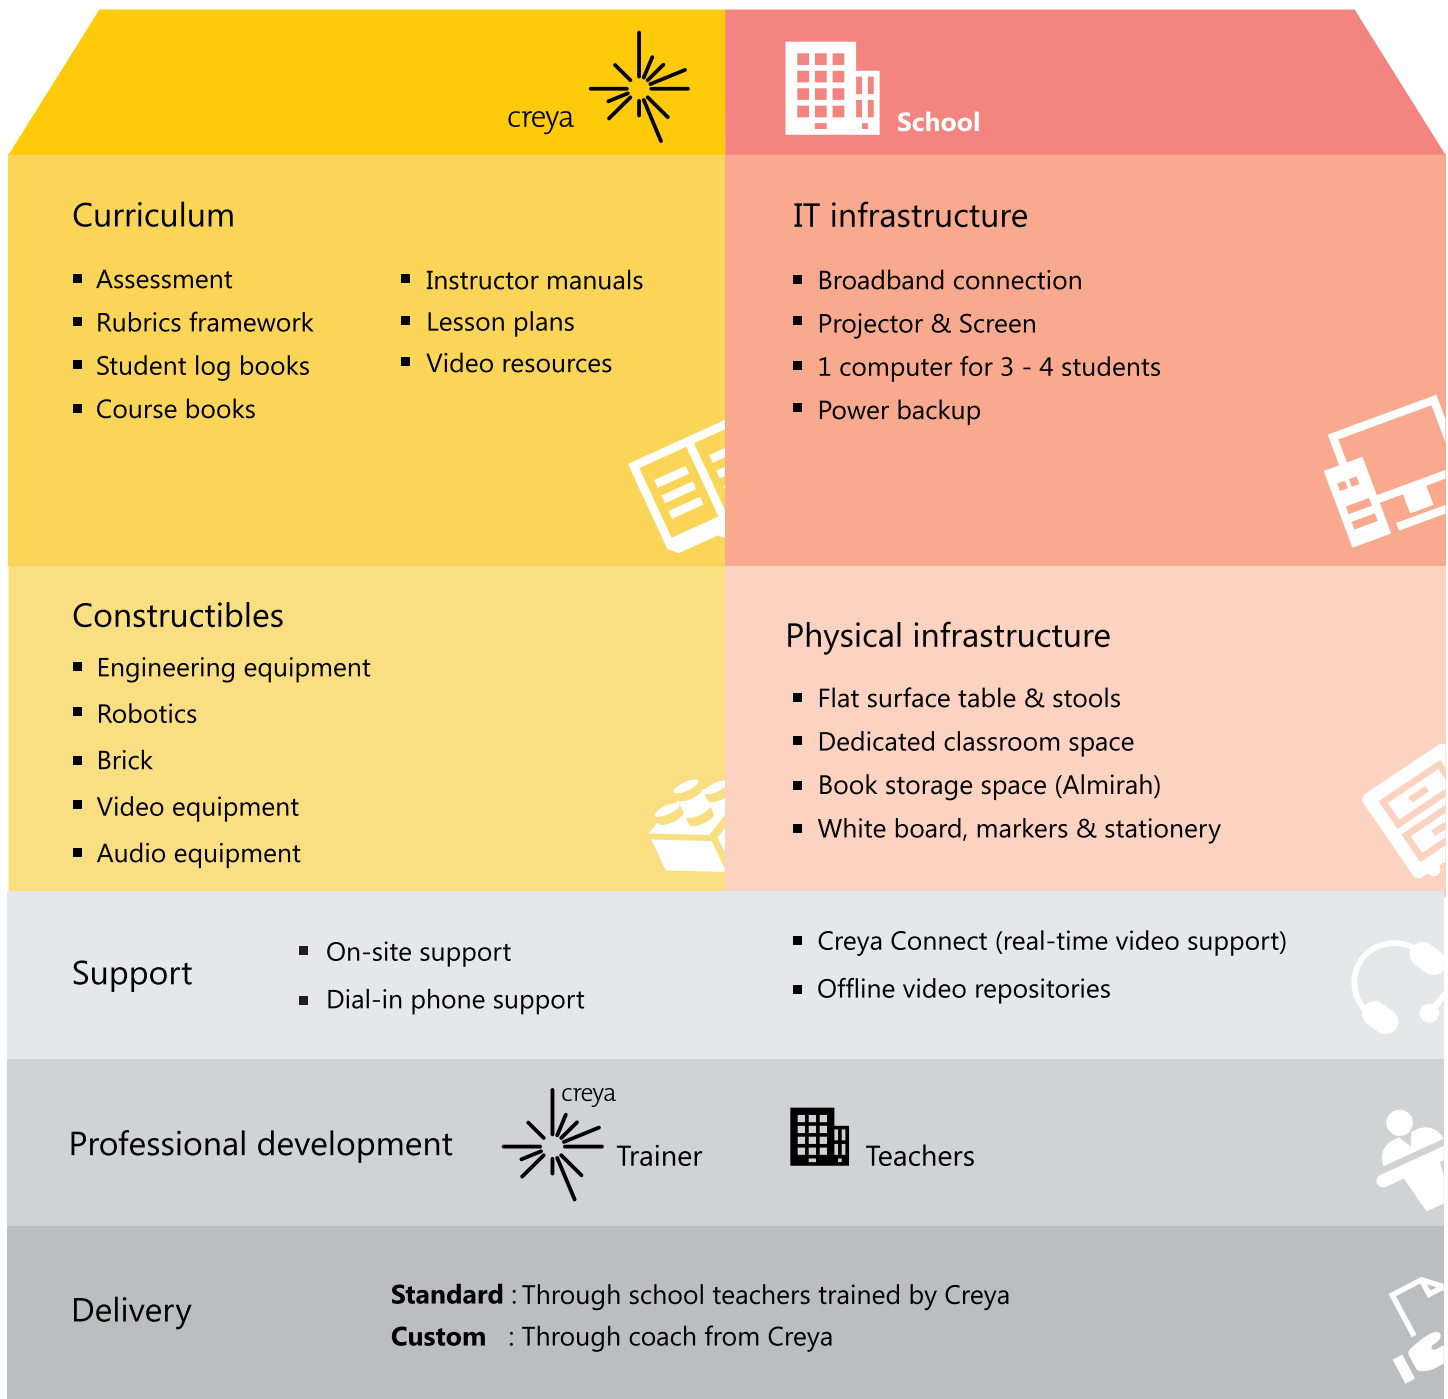 creya
School
Curriculum
▪ Assessment
▪ Rubrics framework
▪ Student log books
▪ Course books
▪ Instructor manuals
▪ Lesson plans
▪ Video resources
IT infrastructure
▪ Broadband connection
▪ Projector & Screen
▪ 1 computer for 3 - 4 students
▪ Power backup
Constructibles
▪ Engineering equipment
▪ Robotics
▪ Brick
▪ Video equipment
▪ Audio equipment
Physical infrastructure
▪ Flat surface table & stools
▪ Dedicated classroom space
▪ Book storage space (Almirah)
▪ White board, markers & stationery
Support
▪ On-site support
▪ Dial-in phone support
▪ Creya Connect (real-time video support)
▪ Offline video repositories
Professional development
creya
Trainer
Teachers
Delivery
Standard : Through school teachers trained by Creya
Custom : Through coach from Creya